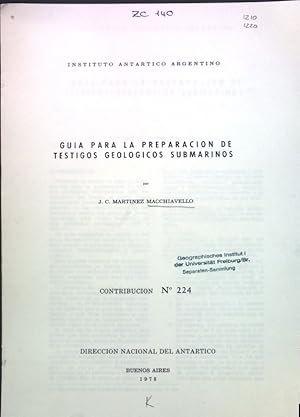 ZC 140
1210
1220
INSTITUTO ANTARTICO ARGENTINO
GUIA PARA LA PREPARACION DE
TESTIGOS GEOLOGICOS SUBMARINOS
por
J. C. MARTINEZ MACCHIAVELLO
Geographisches Institut I
der Universität Freiburg/Br.
Separaten-Sammlung
CONTRIBUCION Nº 224
DIRECCION NACIONAL DEL ANTARTICO
BUENOS AIRES
1978
K